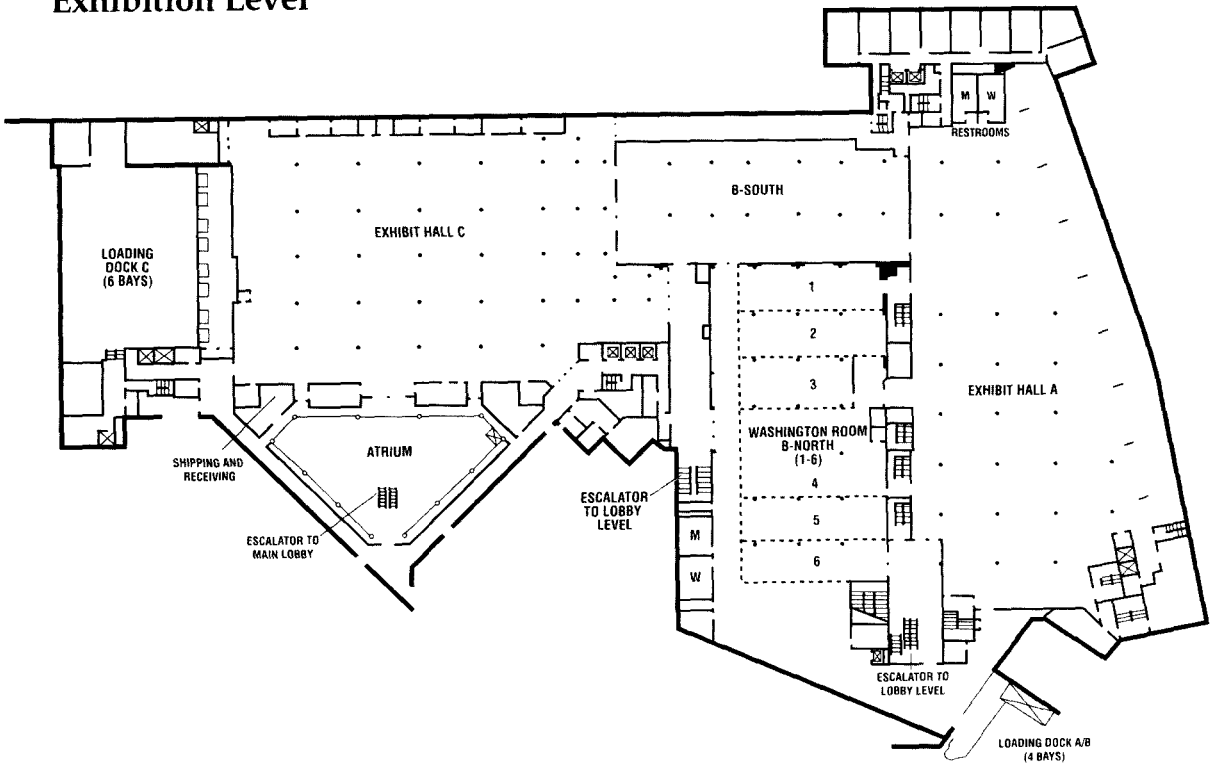 Exhibition Level
M
W
RESTROOMS
B-SOUTH
EXHIBIT HALL C
LOADING
DOCK C
(6 BAYS)
1
2
3
EXHIBIT HALL A
WASHINGTON ROOM
B-NORTH
(1-6)
4
5
6
ATRIUM
SHIPPING AND
RECEIVING
ESCALATOR TO
MAIN LOBBY
ESCALATOR
TO LOBBY
LEVEL
M
W
ESCALATOR TO
LOBBY LEVEL
LOADING DOCK A/B
(4 BAYS)